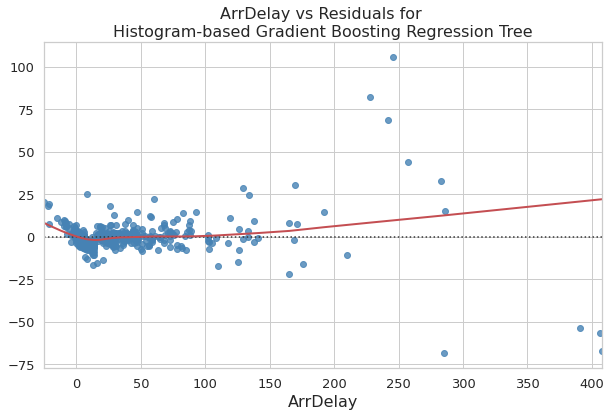 ArrDelay vs Residuals for
Histogram-based Gradient Boosting Regression Tree
100
75
50
25
0
−25
−50
−75
0 50 100 150 200 250 300 350 400
ArrDelay